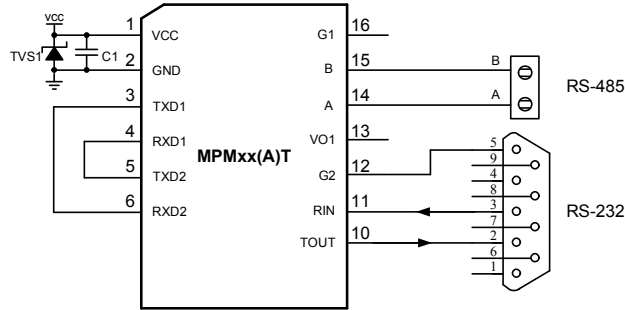 VCC
TVS1
C1
1 VCC
2 GND
3 TXD1
4 RXD1
5 TXD2
6 RXD2
MPMxx(A)T
G1 16
B 15
A 14
VO1 13
G2 12
RIN 11
TOUT 10
B
A
RS-485
5
9
4
8
3
7
2
6
1
RS-232